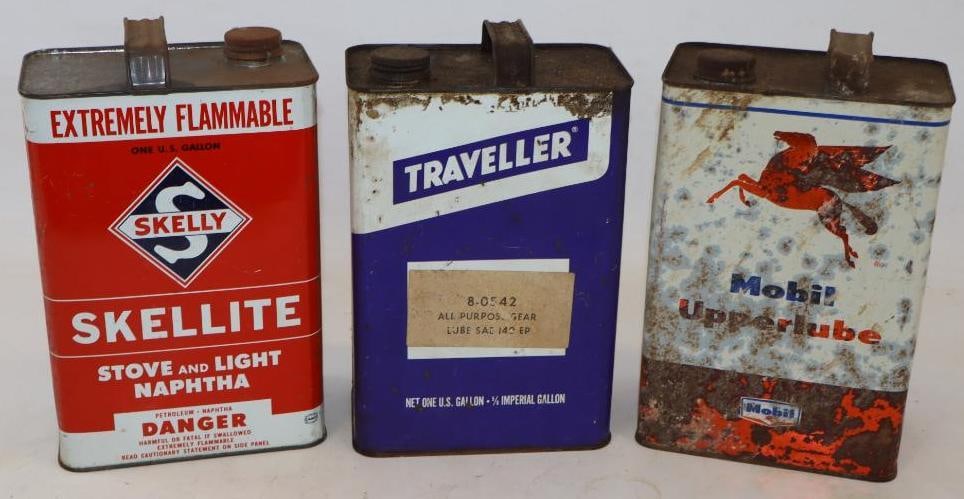 EXTREMELY FLAMMABLE
ONE U.S. GALLON
S
SKELLY
SKELLITE
STOVE AND LIGHT
NAPHTHA
PETROLEUM - NAPHTHA
DANGER
HARMFUL OR FATAL IF SWALLOWED
EXTREMELY FLAMMABLE
READ CAUTIONARY STATEMENT ON SIDE PANEL
TRAVELLER®
8-0542
ALL PURPOSE GEAR
LUBE SAE 140 EP
NET ONE U.S. GALLON • 5/6 IMPERIAL GALLON
Mobil
Upperlube
Mobil